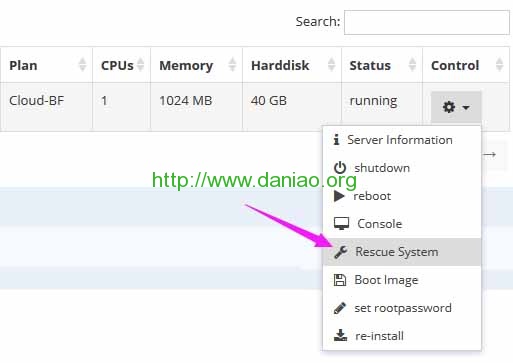 Search:
Plan CPUs Memory Harddisk Status Control
Cloud-BF 1 1024 MB 40 GB running
Server Information
shutdown
http://www.daniao.org
reboot
Console
Rescue System
Boot Image
set rootpassword
re-install